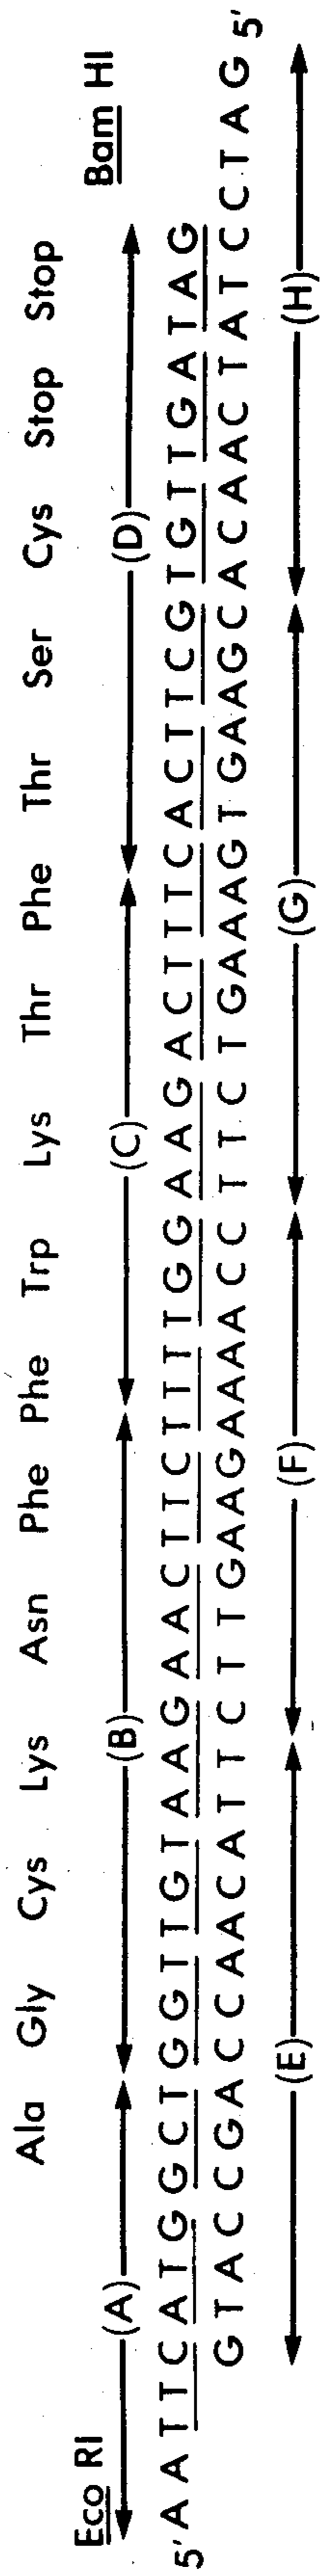 Ala Gly Cys Lys Asn Phe Phe Trp Lys Thr Phe Thr Ser Cys Stop Stop
Eco RI Bam HI
(A) (B) (C) (D)
5' A A T T C A T G G C T G G T T G T A A G A A C T T C T T T T G G A A G A C T T T C A C T T C G T G T T G A T A G
G T A C C G A C C A A C A T T C T T G A A G A A A A C C T T C T G A A A G T G A A G C A C A A C T A T C C T A G 5'
(E) (F) (G) (H)